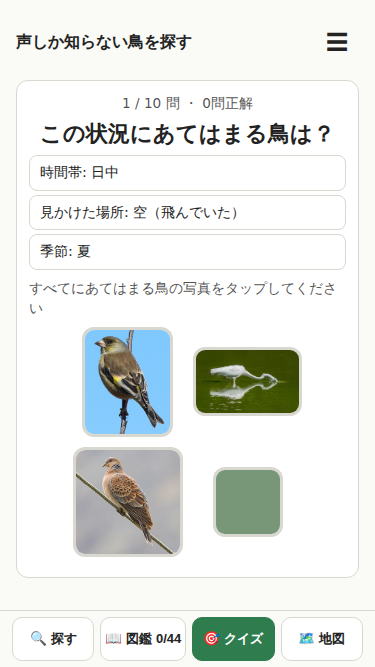 声しか知らない鳥を探す
1 / 10 問 ・ 0問正解
この状況にあてはまる鳥は？
時間帯: 日中
見かけた場所: 空（飛んでいた）
季節: 夏
すべてにあてはまる鳥の写真をタップしてくださ
い
🔍 探す
📖 図鑑 0/44
🎯 クイズ
🗺️ 地図